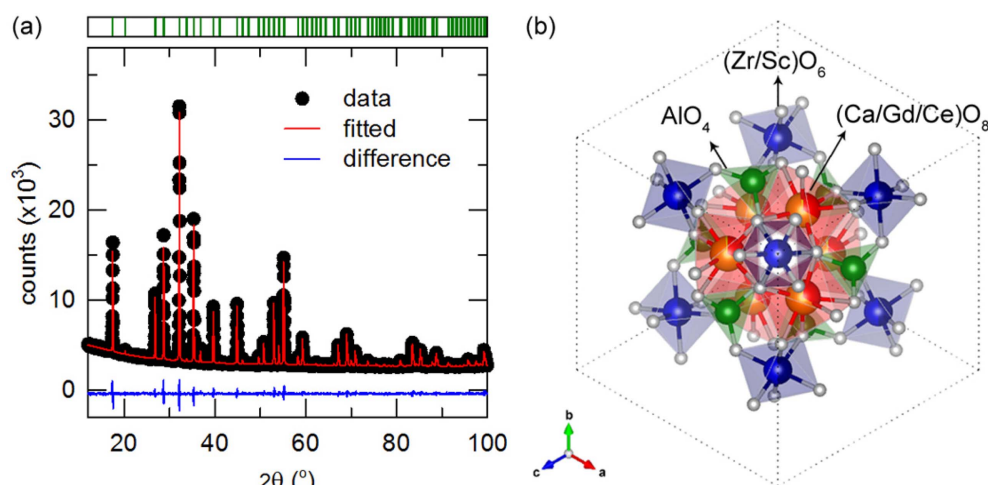 (a)
data
fitted
difference
counts (x10³)
30
20
10
0
20
40
60
80
100
2θ (°)
(b)
(Zr/Sc)O₆
AlO₄
(Ca/Gd/Ce)O₈
b
c
a